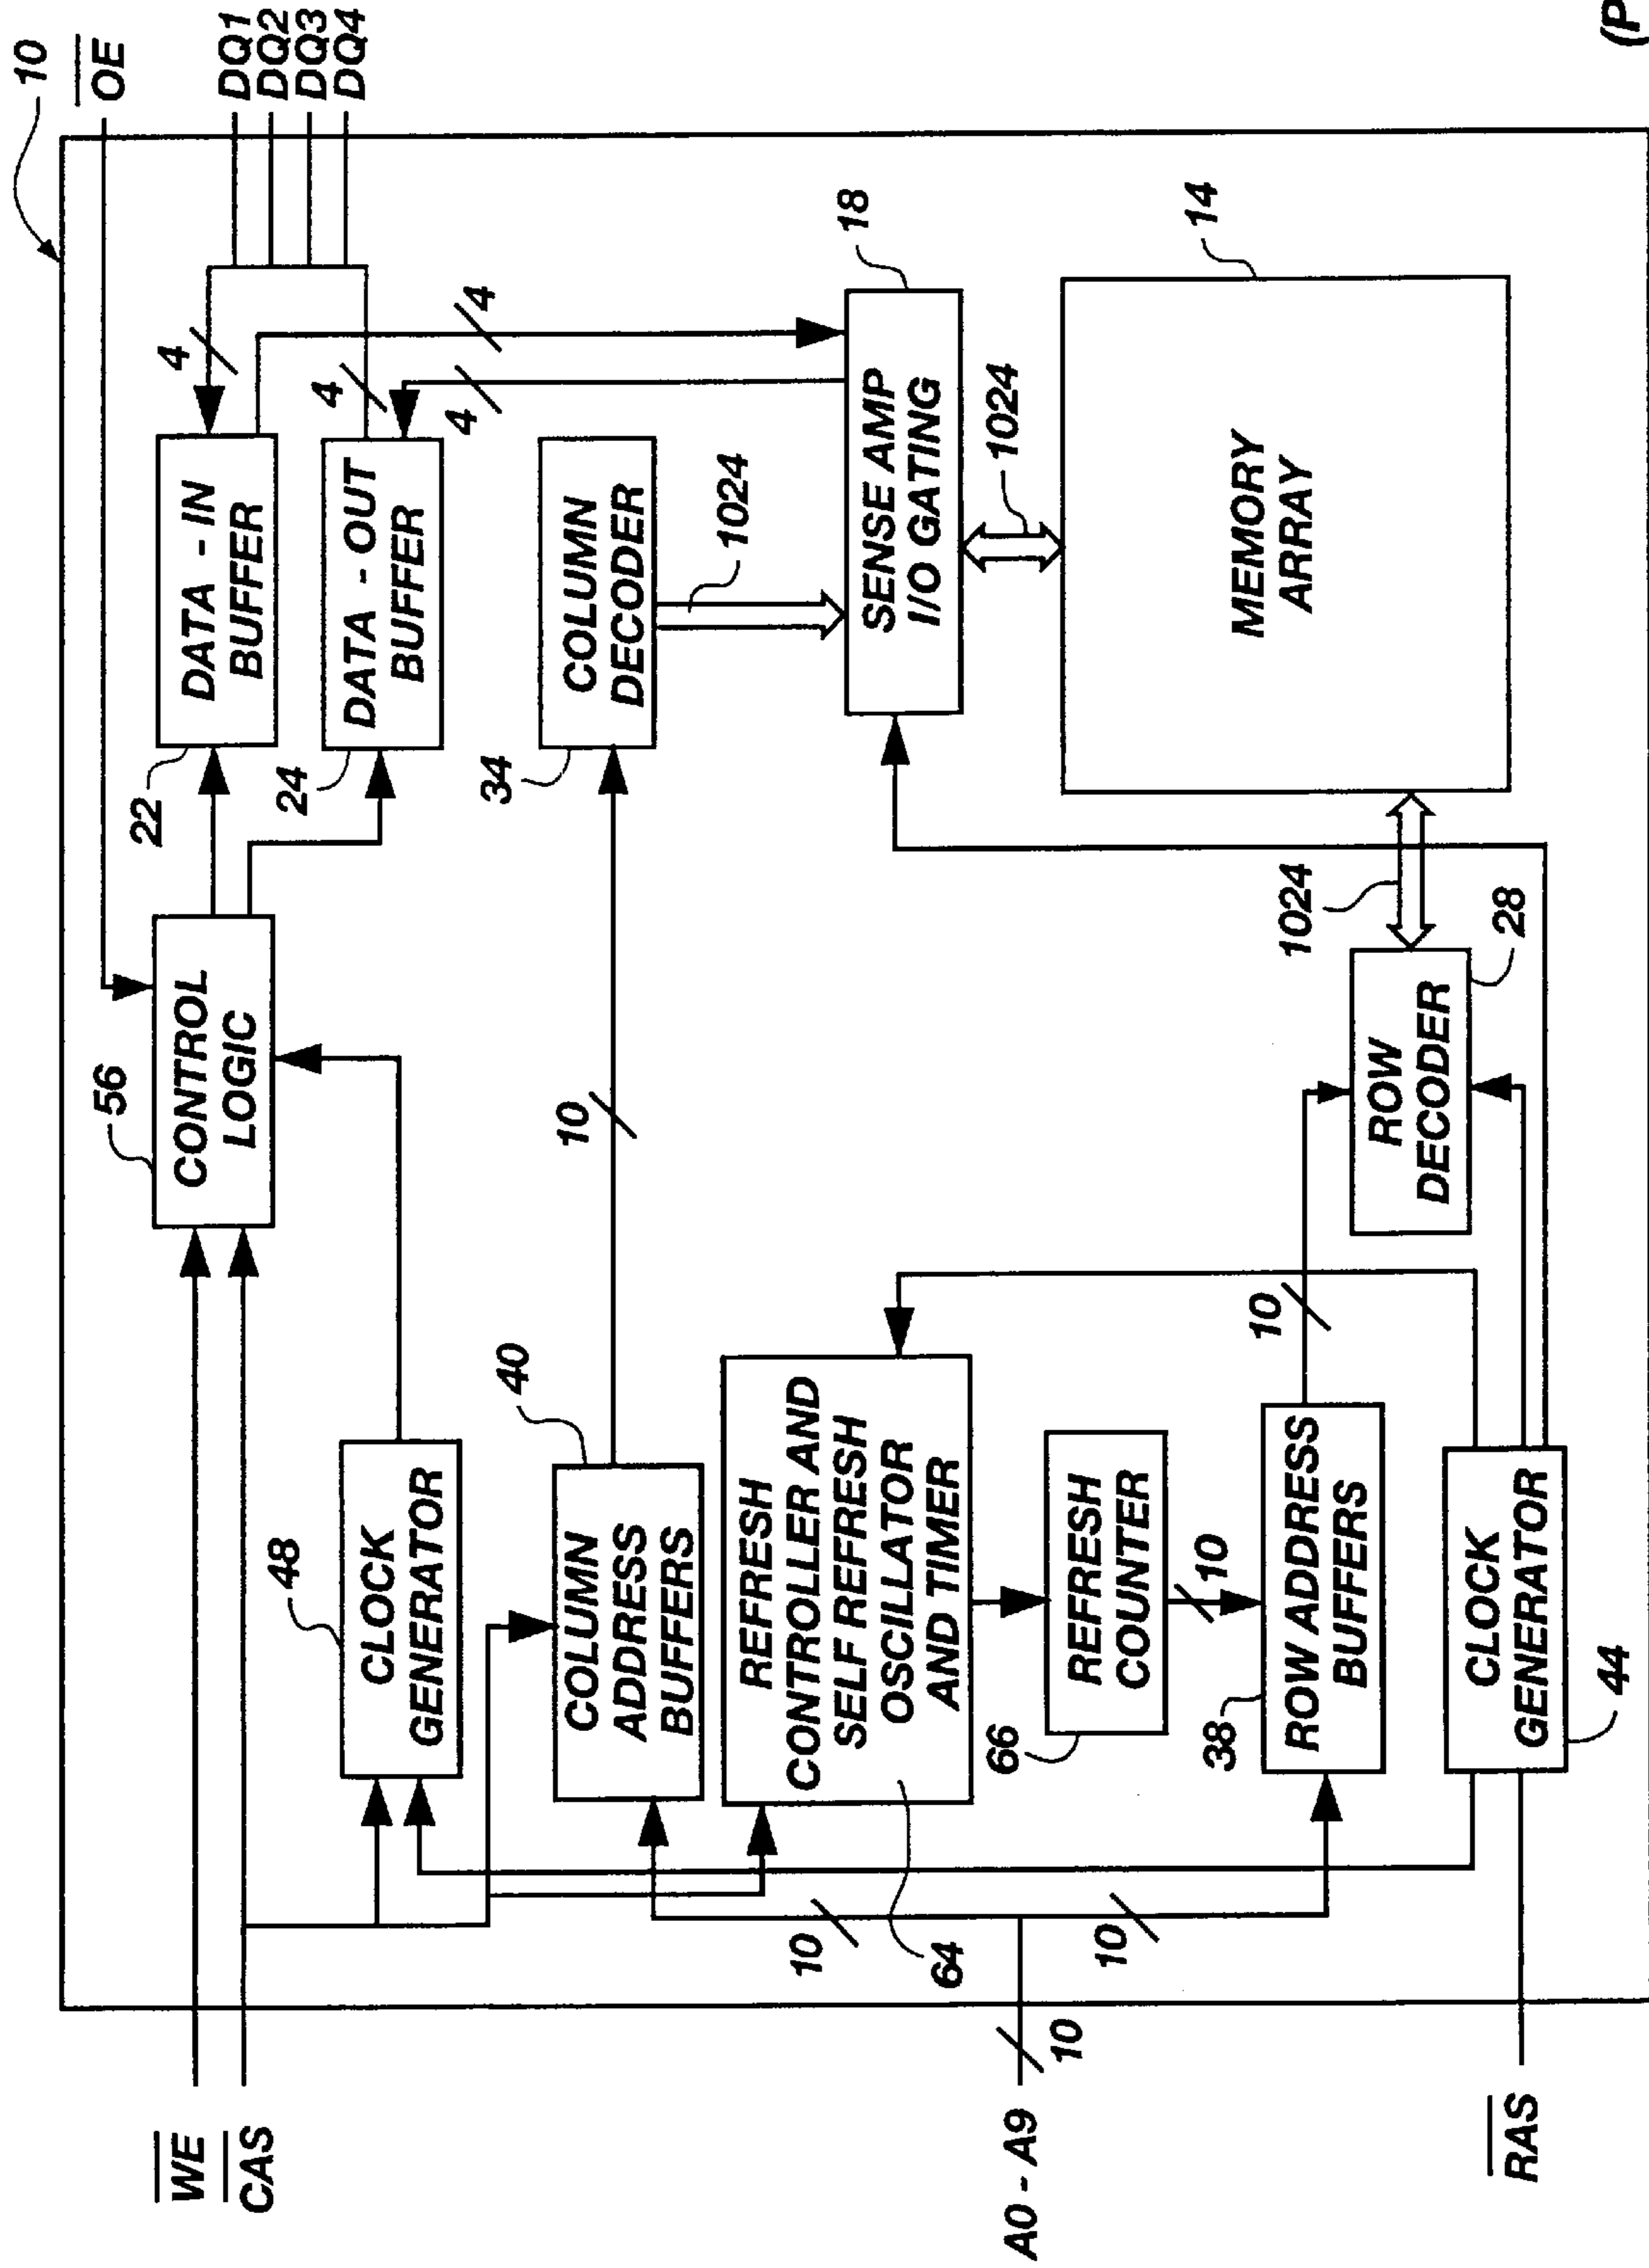 10
OE
DQ1
DQ2
DQ3
DQ4
WE
CAS
56
CONTROL
LOGIC
22
DATA - IN
BUFFER
4
4
24
DATA - OUT
BUFFER
4
4
48
CLOCK
GENERATOR
40
COLUMN
ADDRESS
BUFFERS
10
34
COLUMN
DECODER
1024
18
SENSE AMP
I/O GATING
1024
14
MEMORY
ARRAY
REFRESH
CONTROLLER AND
SELF REFRESH
OSCILLATOR
AND TIMER
10
64
10
A0 - A9
10
66
REFRESH
COUNTER
10
38
ROW ADDRESS
BUFFERS
10
1024
28
ROW
DECODER
CLOCK
GENERATOR
44
RAS
(P